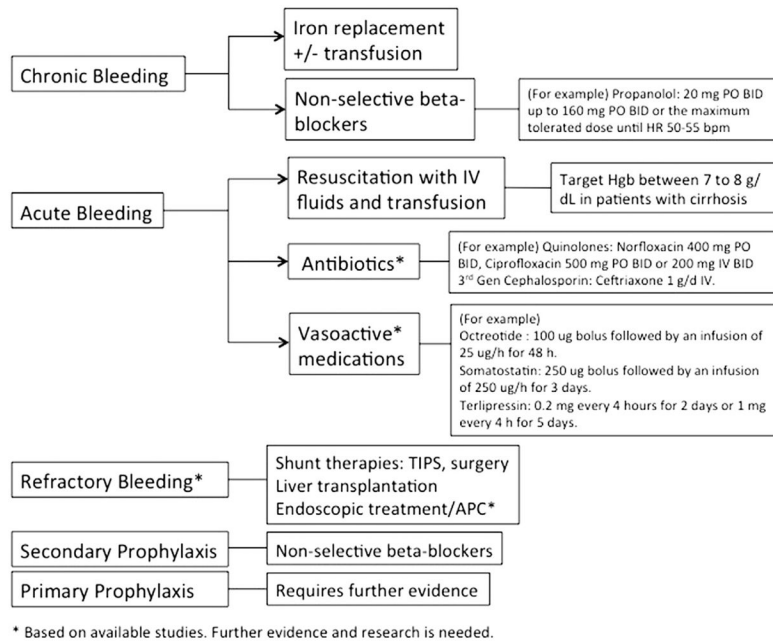 Chronic Bleeding
Iron replacement
+/- transfusion
Non-selective beta-
blockers
(For example) Propanolol: 20 mg PO BID
up to 160 mg PO BID or the maximum
tolerated dose until HR 50-55 bpm
Acute Bleeding
Resuscitation with IV
fluids and transfusion
Target Hgb between 7 to 8 g/
dL in patients with cirrhosis
Antibiotics*
(For example) Quinolones: Norfloxacin 400 mg PO
BID, Ciprofloxacin 500 mg PO BID or 200 mg IV BID
3rd Gen Cephalosporin: Ceftriaxone 1 g/d IV.
Vasoactive*
medications
(For example)
Octreotide : 100 ug bolus followed by an infusion of
25 ug/h for 48 h.
Somatostatin: 250 ug bolus followed by an infusion
of 250 ug/h for 3 days.
Terlipressin: 0.2 mg every 4 hours for 2 days or 1 mg
every 4 h for 5 days.
Refractory Bleeding*
Shunt therapies: TIPS, surgery
Liver transplantation
Endoscopic treatment/APC*
Secondary Prophylaxis
Non-selective beta-blockers
Primary Prophylaxis
Requires further evidence
* Based on available studies. Further evidence and research is needed.